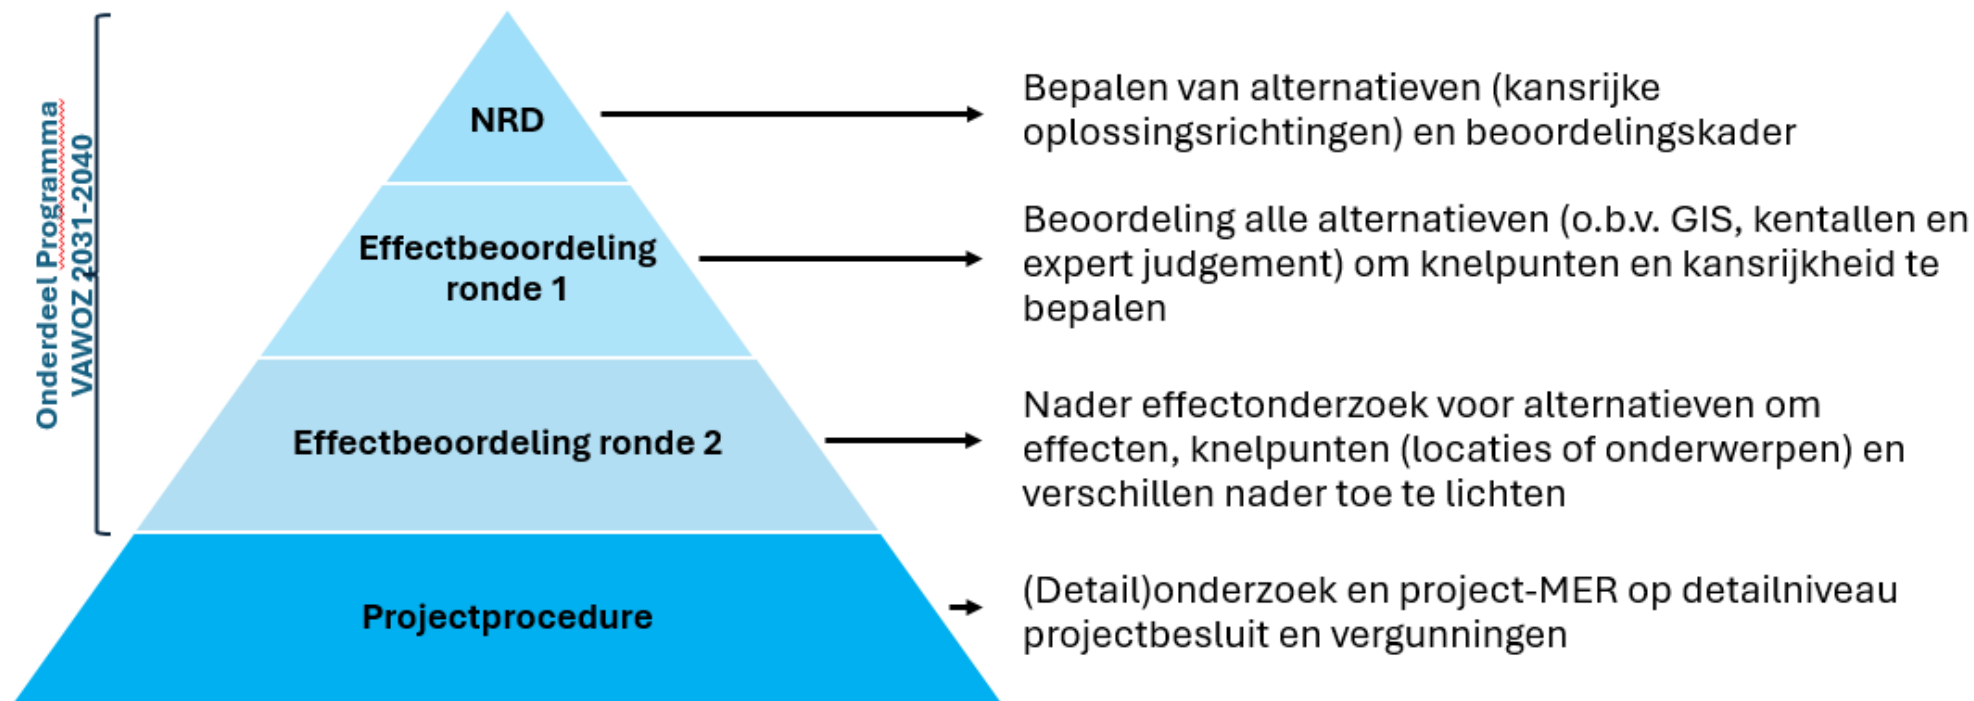 Onderdeel Programma
VAWOZ 2031-2040
NRD
Bepalen van alternatieven (kansrijke
oplossingsrichtingen) en beoordelingskader
Effectbeoordeling
ronde 1
Beoordeling alle alternatieven (o.b.v. GIS, kentallen en
expert judgement) om knelpunten en kansrijkheid te
bepalen
Effectbeoordeling ronde 2
Nader effectonderzoek voor alternatieven om
effecten, knelpunten (locaties of onderwerpen) en
verschillen nader toe te lichten
Projectprocedure
(Detail)onderzoek en project-MER op detailniveau
projectbesluit en vergunningen